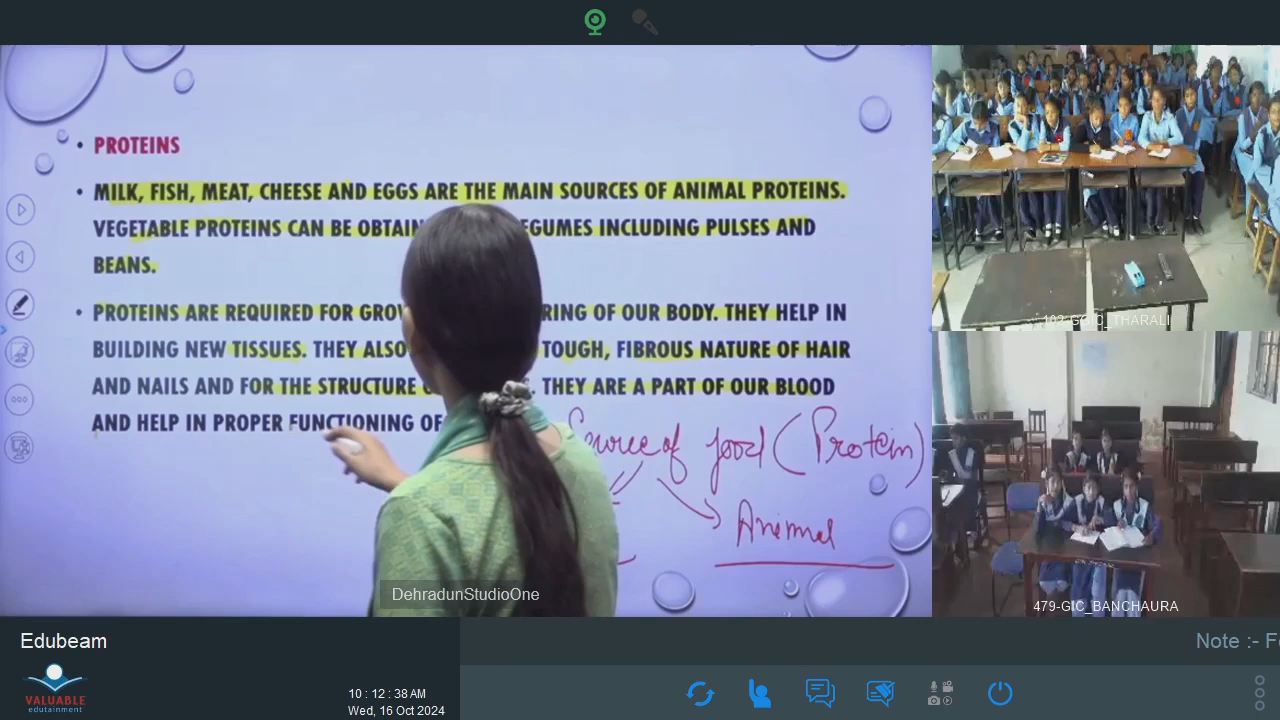 PROTEINS
MILK, FISH, MEAT, CHEESE AND EGGS ARE THE MAIN SOURCES OF ANIMAL PROTEINS.
VEGETABLE PROTEINS CAN BE OBTAIN EGUMES INCLUDING PULSES AND
BEANS.
PROTEINS ARE REQUIRED FOR GROW RING OF OUR BODY. THEY HELP IN
BUILDING NEW TISSUES. THEY ALSO TOUGH, FIBROUS NATURE OF HAIR
AND NAILS AND FOR THE STRUCTURE THEY ARE A PART OF OUR BLOOD
AND HELP IN PROPER FUNCTIONING OF
Source of food (Protein)
Animal
DehradunStudioOne
102-GGIC_THARALI
479-GIC_BANCHAURA
Edubeam
VALUABLE
edutainment
10 : 12 : 38 AM
Wed, 16 Oct 2024
Note :- F